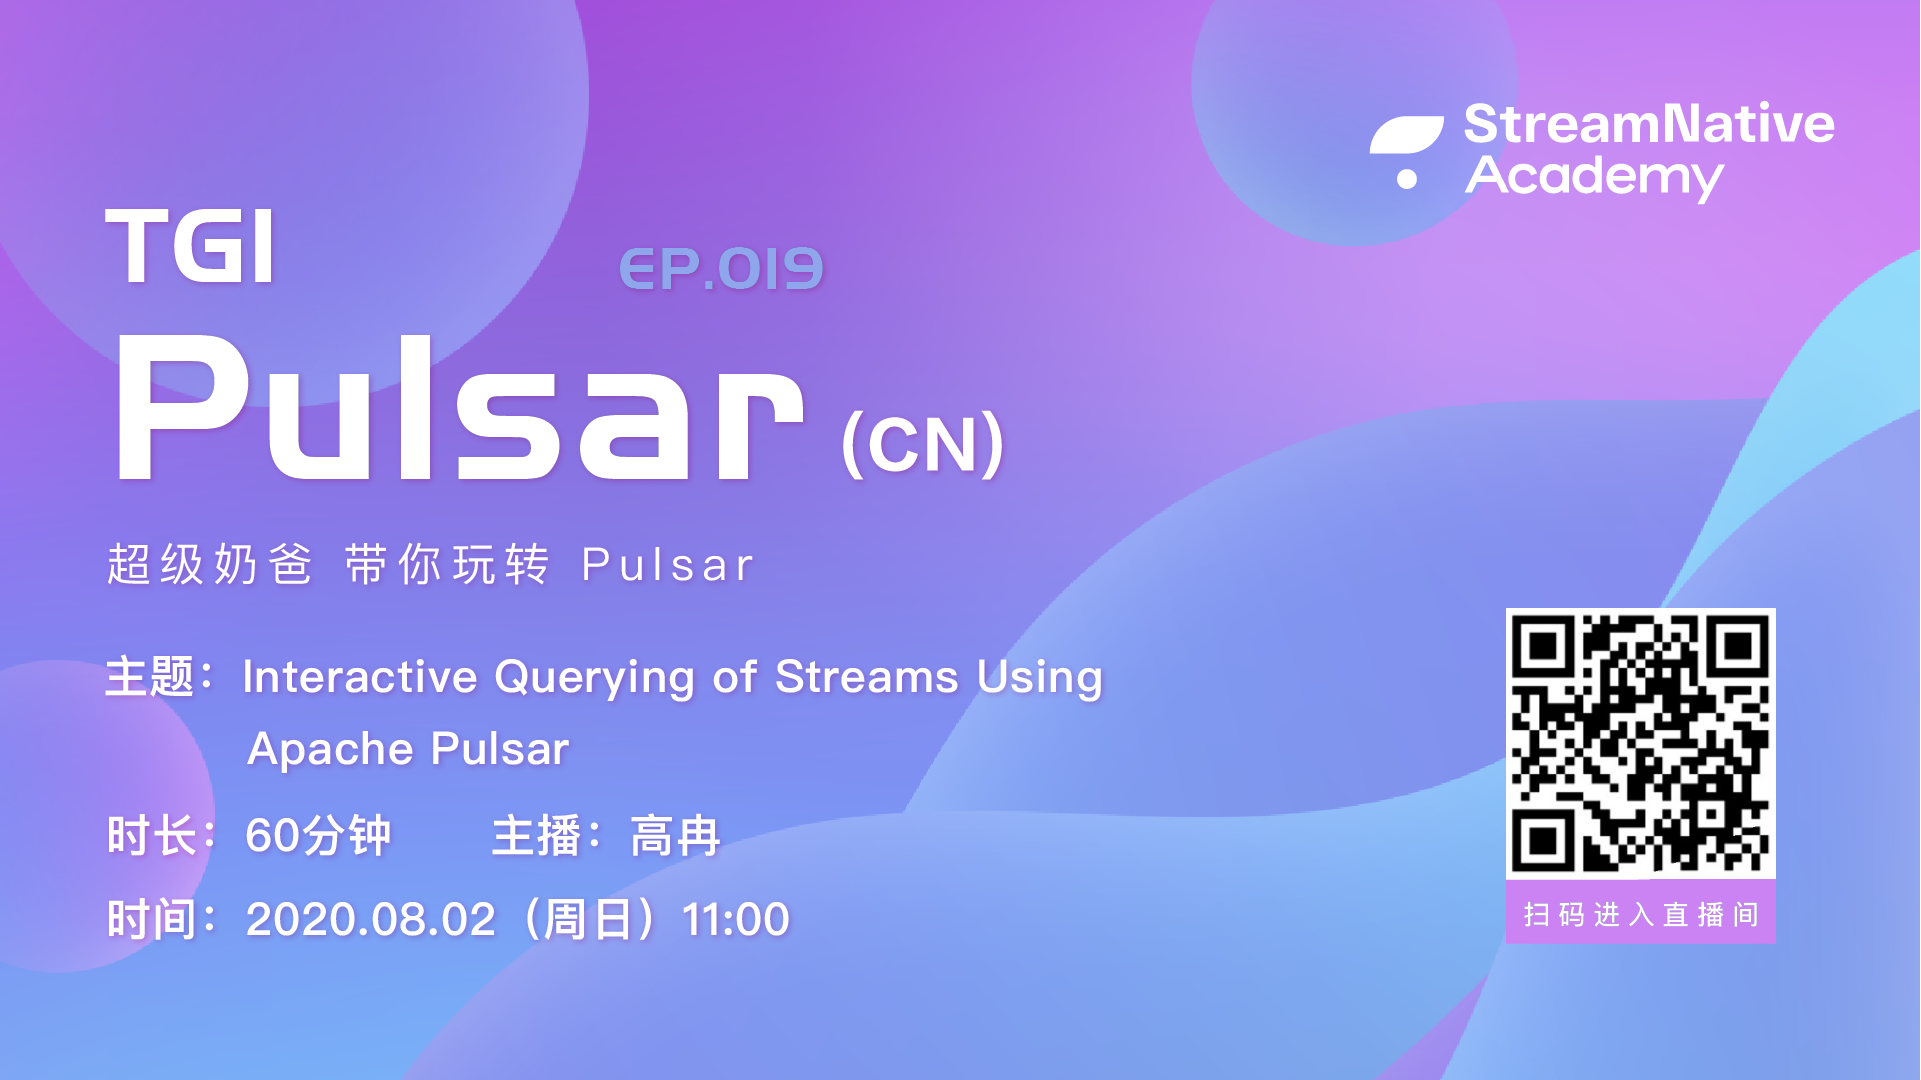 StreamNative
Academy
TGI
EP.019
Pulsar (CN)
超级奶爸 带你玩转 Pulsar
主题：Interactive Querying of Streams Using
Apache Pulsar
时长：60分钟 主播：高冉
时间：2020.08.02（周日）11:00
扫码进入直播间